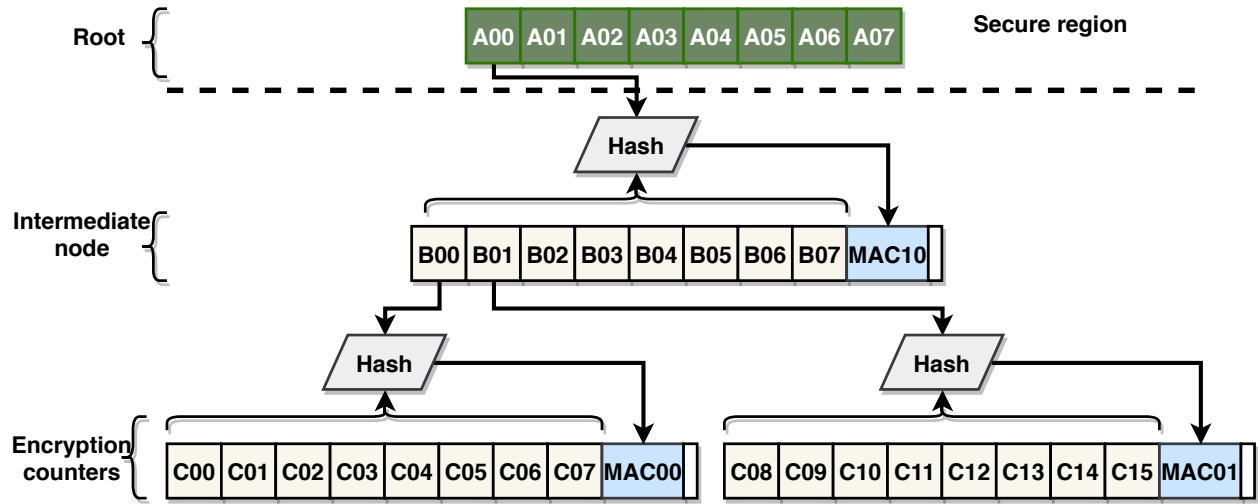 Root
A00 A01 A02 A03 A04 A05 A06 A07
Secure region
Hash
Intermediate
node
B00 B01 B02 B03 B04 B05 B06 B07 MAC10
Hash
Hash
Encryption
counters
C00 C01 C02 C03 C04 C05 C06 C07 MAC00
C08 C09 C10 C11 C12 C13 C14 C15 MAC01